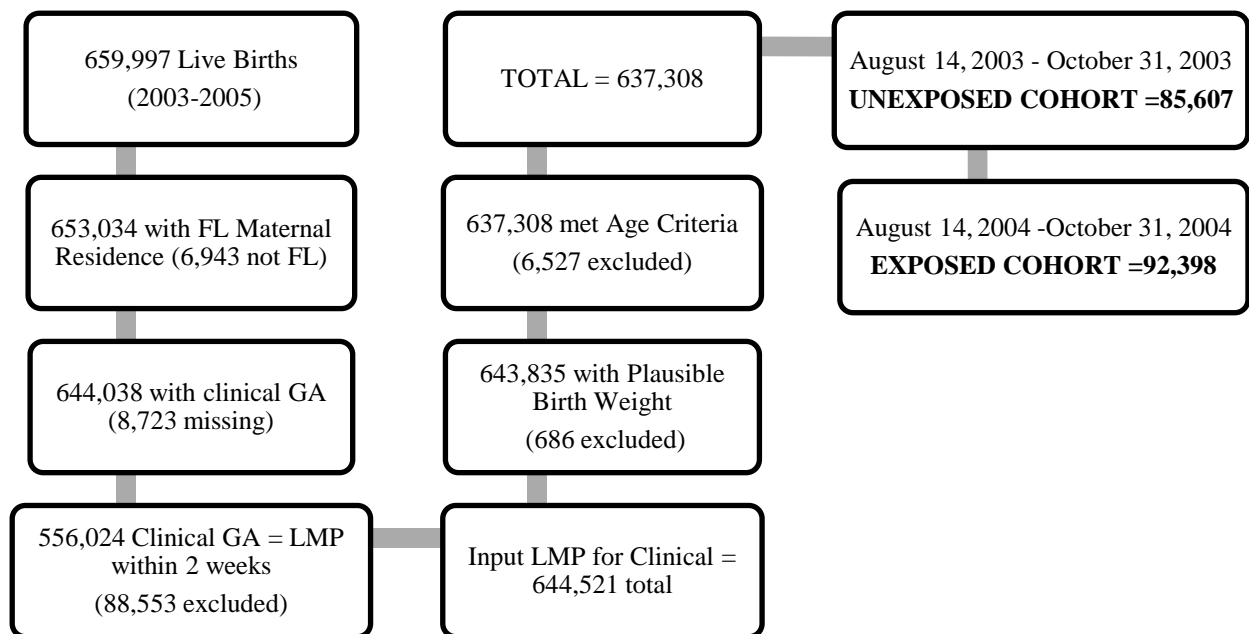 659,997 Live Births
(2003-2005)
653,034 with FL Maternal
Residence (6,943 not FL)
644,038 with clinical GA
(8,723 missing)
556,024 Clinical GA = LMP
within 2 weeks
(88,553 excluded)
Input LMP for Clinical =
644,521 total
643,835 with Plausible
Birth Weight
(686 excluded)
637,308 met Age Criteria
(6,527 excluded)
TOTAL = 637,308
August 14, 2003 - October 31, 2003
UNEXPOSED COHORT =85,607
August 14, 2004 -October 31, 2004
EXPOSED COHORT =92,398